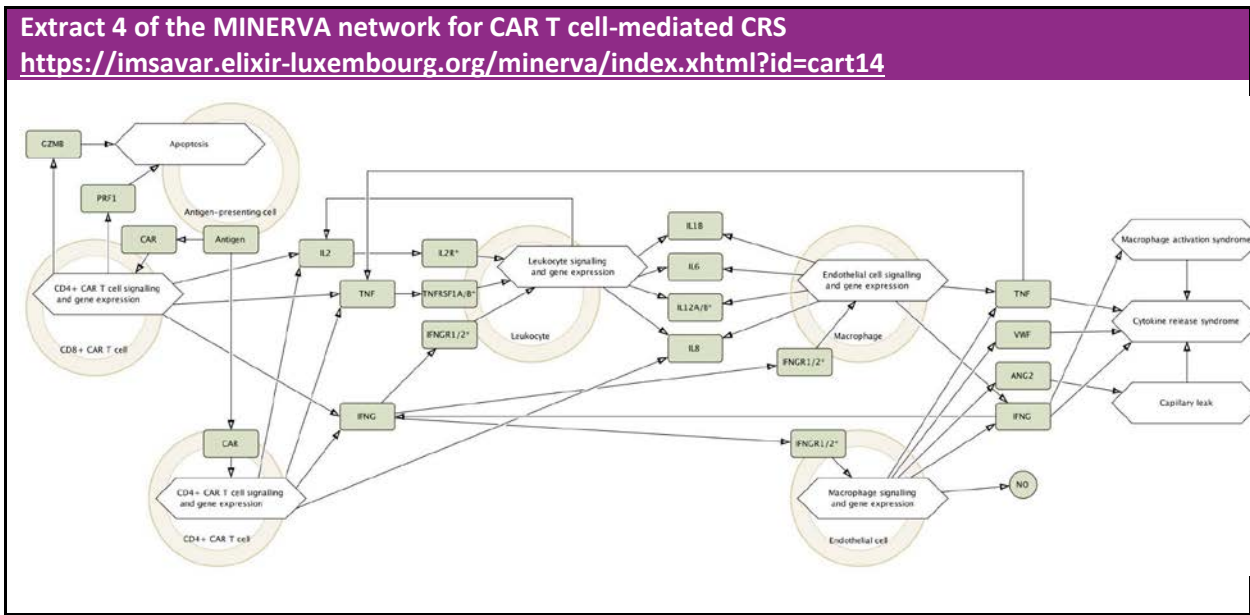 Extract 4 of the MINERVA network for CAR T cell-mediated CRS
https://imsavar.elixir-luxembourg.org/minerva/index.xhtml?id=cart14
GZMB
Apoptosis
PRF1
Antigen-presenting cell
CAR
Antigen
CD4+ CAR T cell signalling
and gene expression
CD8+ CAR T cell
IL2
IL2R*
TNF
TNFRSF1A/B*
IFNGR1/2*
Leukocyte signalling
and gene expression
Leukocyte
IL1B
IL6
IL12A/B*
IL8
Endothelial cell signalling
and gene expression
Macrophage
IFNGR1/2*
TNF
VWF
ANG2
IFNG
Macrophage activation syndrome
Cytokine release syndrome
Capillary leak
IFNG
CAR
CD4+ CAR T cell signalling
and gene expression
CD4+ CAR T cell
IFNGR1/2*
Macrophage signalling
and gene expression
Endothelial cell
NO